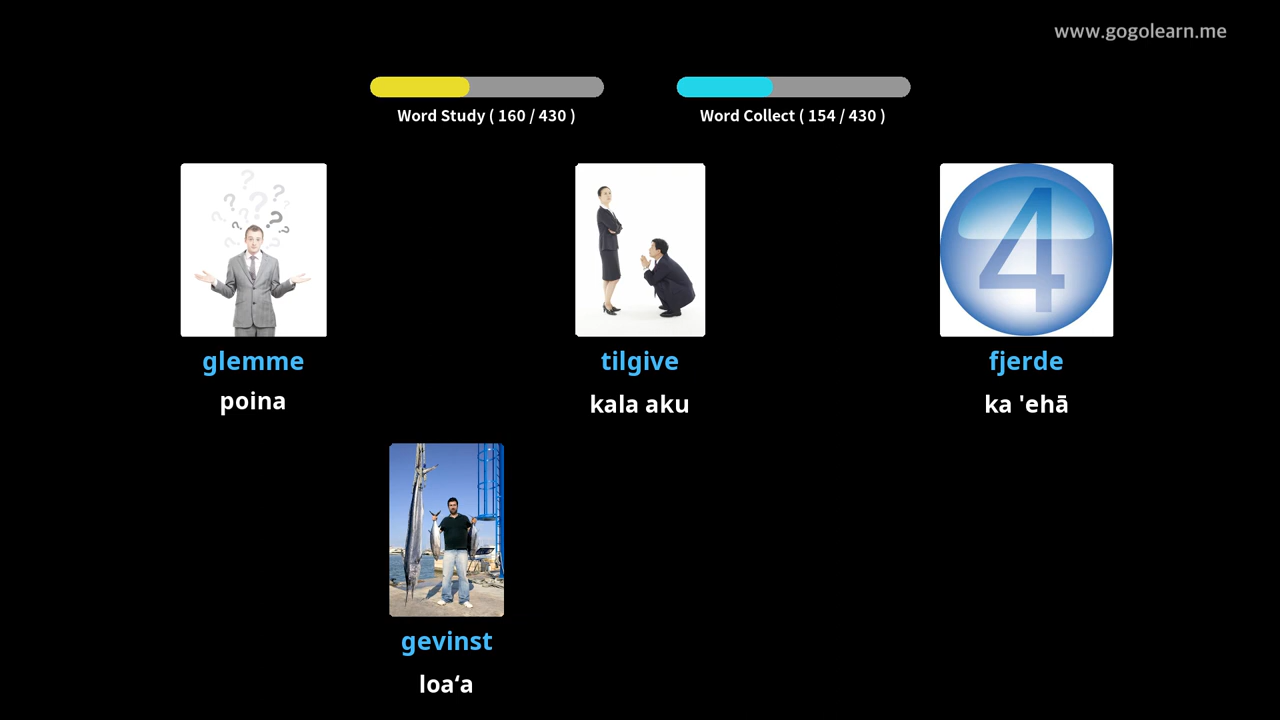 www.gogolearn.me
Word Study ( 160 / 430 )
Word Collect ( 154 / 430 )
glemme
tilgive
fjerde
poina
kala aku
ka 'ehā
4
gevinst
loaʻa